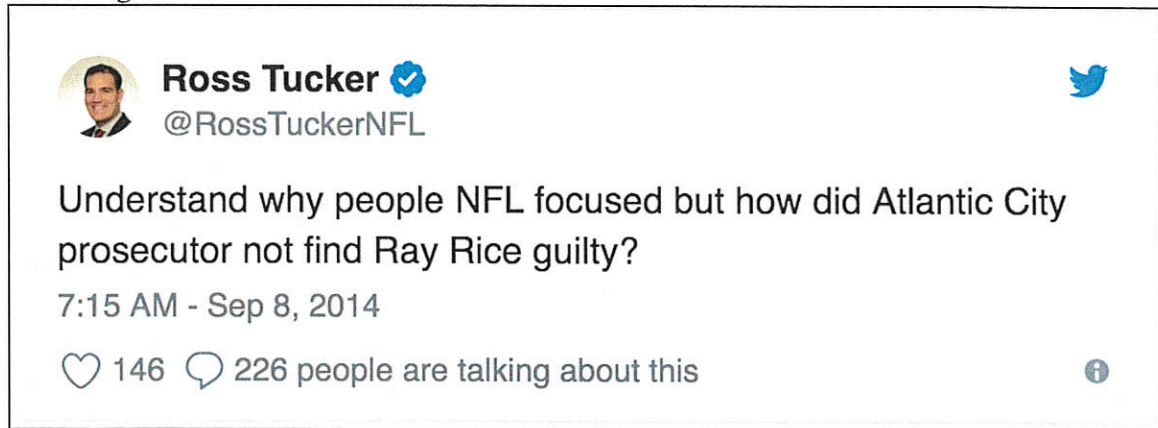 Ross Tucker
@RossTuckerNFL
Understand why people NFL focused but how did Atlantic City
prosecutor not find Ray Rice guilty?
7:15 AM - Sep 8, 2014
146 226 people are talking about this